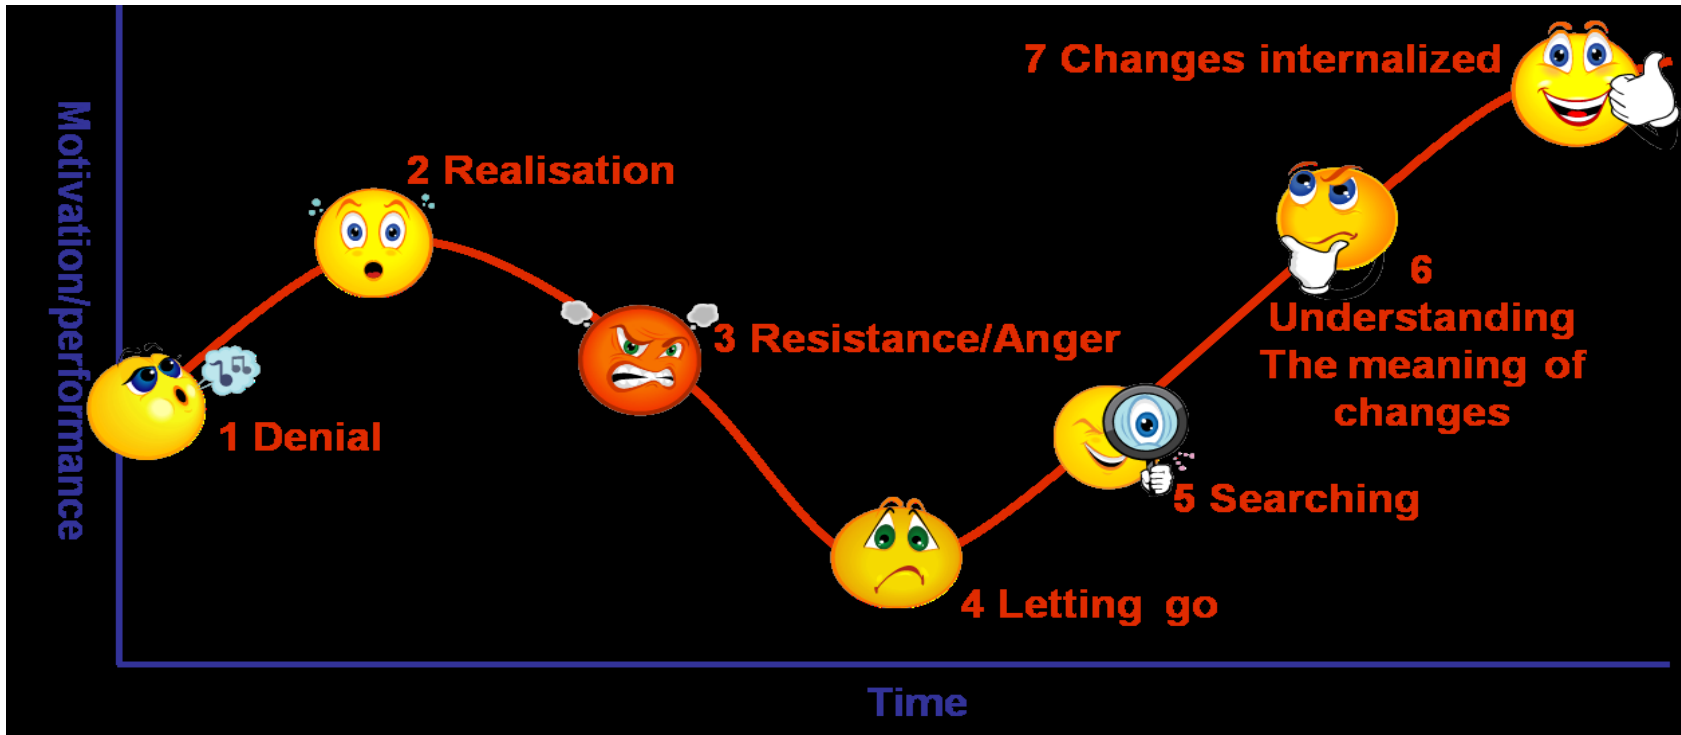 7 Changes internalized
2 Realisation
Motivation/performance
6
Understanding
The meaning of
changes
3 Resistance/Anger
1 Denial
5 Searching
4 Letting go
Time